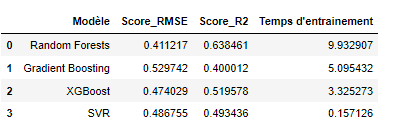 Modèle Score_RMSE Score_R2 Temps d'entrainement
0 Random Forests 0.411217 0.638461 9.932907
1 Gradient Boosting 0.529742 0.400012 5.095432
2 XGBoost 0.474029 0.519578 3.325273
3 SVR 0.486755 0.493436 0.157126